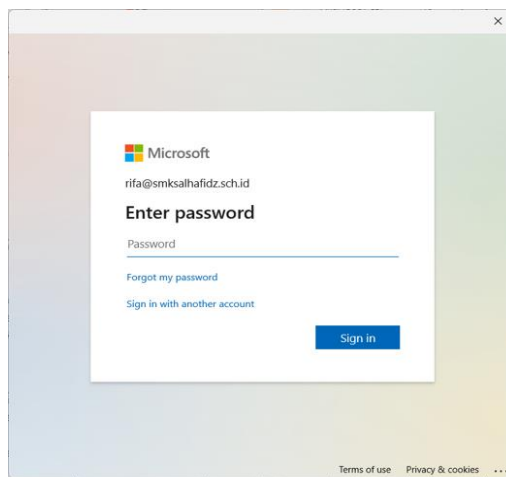 Microsoft
rifa@smksalhafidz.sch.id
Enter password
Password
Forgot my password
Sign in with another account
Sign in
Terms of use Privacy & cookies ...